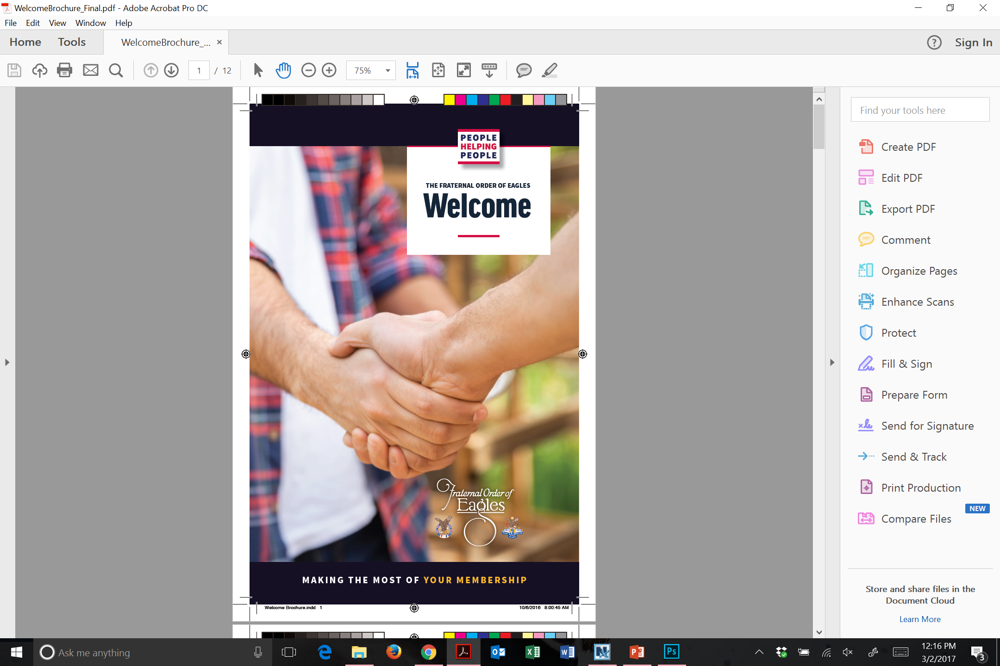 WelcomeBrochure_Final.pdf - Adobe Acrobat Pro DC
File Edit View Window Help
Home Tools WelcomeBrochure_... × ? Sign In
1 / 12 75%
Find your tools here
Create PDF
Edit PDF
Export PDF
Comment
Organize Pages
Enhance Scans
Protect
Fill & Sign
Prepare Form
Send for Signature
Send & Track
Print Production
NEW
Compare Files
Store and share files in the
Document Cloud
Learn More
PEOPLE
HELPING
PEOPLE
THE FRATERNAL ORDER OF EAGLES
Welcome
Fraternal Order of
Eagles
MAKING THE MOST OF YOUR MEMBERSHIP
Welcome Brochure.indd 1 10/6/2016 8:00:45 AM
Ask me anything
Ps
12:16 PM
3/2/2017
3